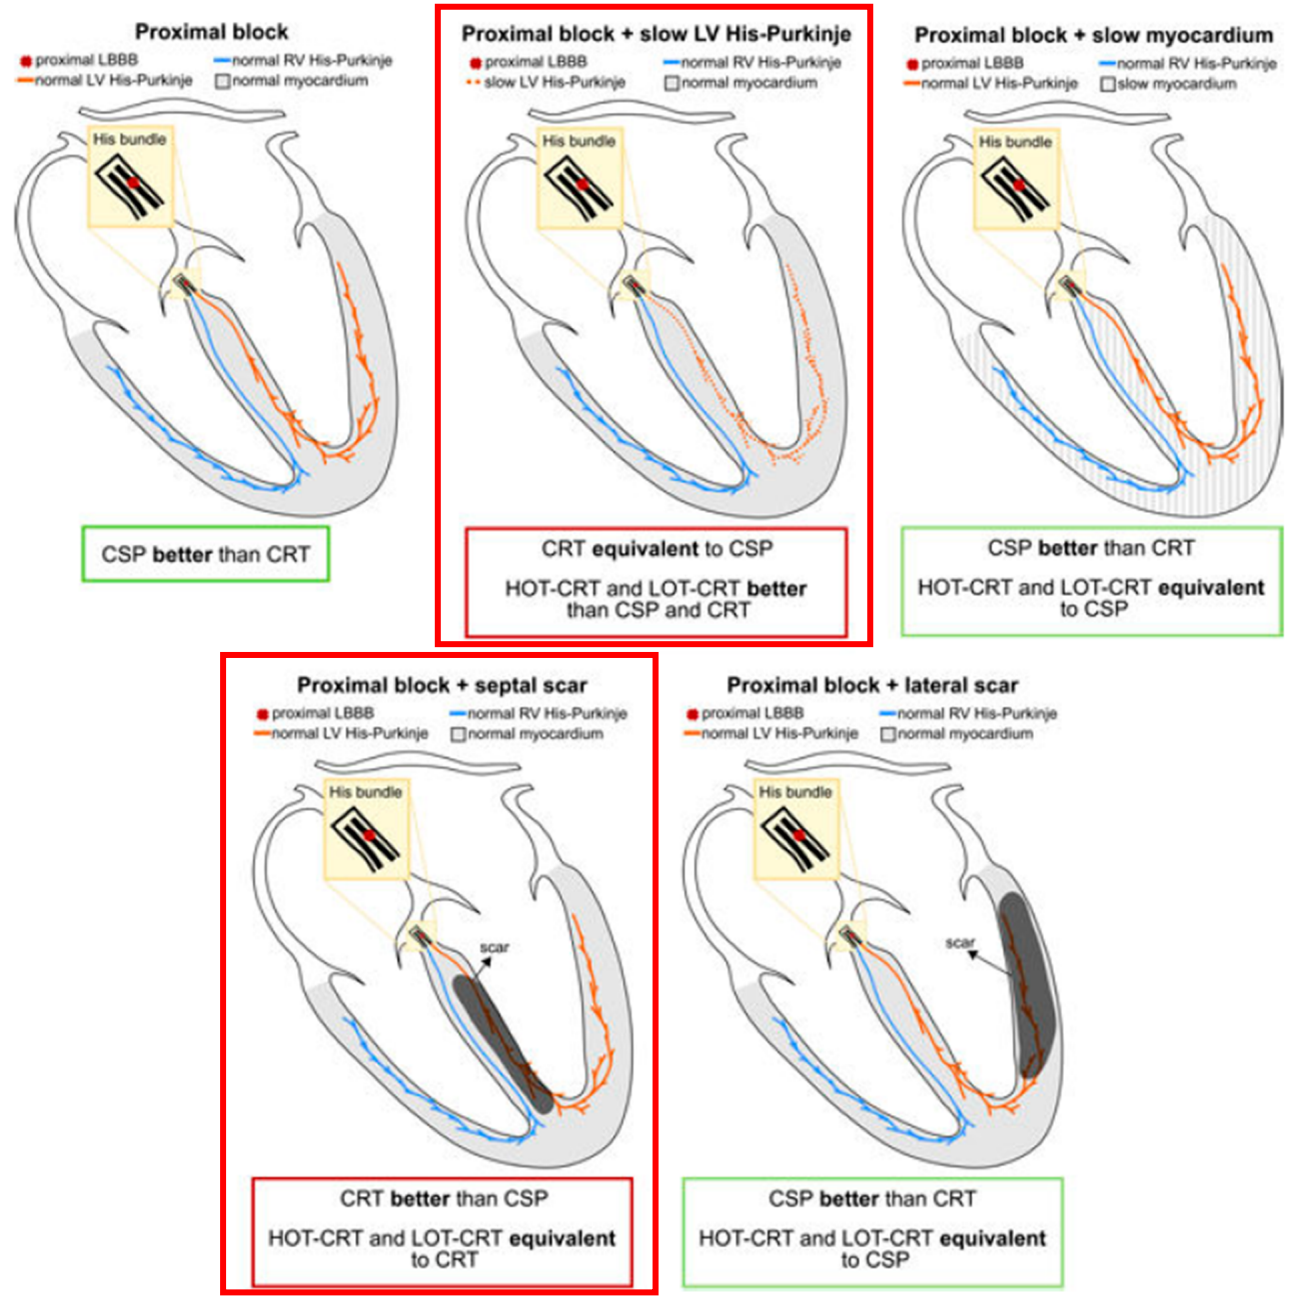 Proximal block
proximal LBBB normal RV His-Purkinje
normal LV His-Purkinje normal myocardium
His bundle
CSP better than CRT
Proximal block + slow LV His-Purkinje
proximal LBBB normal RV His-Purkinje
slow LV His-Purkinje normal myocardium
His bundle
CRT equivalent to CSP
HOT-CRT and LOT-CRT better
than CSP and CRT
Proximal block + slow myocardium
proximal LBBB normal RV His-Purkinje
normal LV His-Purkinje slow myocardium
His bundle
CSP better than CRT
HOT-CRT and LOT-CRT equivalent
to CSP
Proximal block + septal scar
proximal LBBB normal RV His-Purkinje
normal LV His-Purkinje normal myocardium
His bundle
scar
CRT better than CSP
HOT-CRT and LOT-CRT equivalent
to CRT
Proximal block + lateral scar
proximal LBBB normal RV His-Purkinje
normal LV His-Purkinje normal myocardium
His bundle
scar
CSP better than CRT
HOT-CRT and LOT-CRT equivalent
to CSP